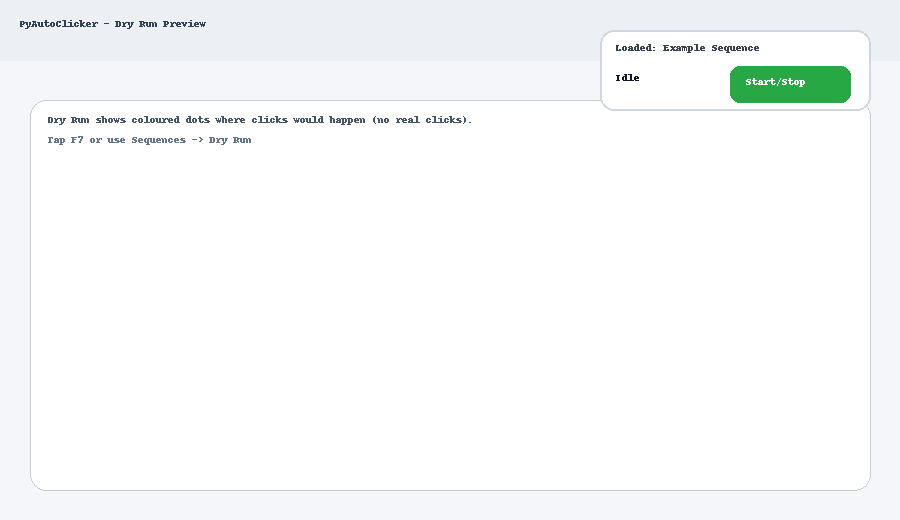 PyAutoClicker - Dry Run Preview
Loaded: Example Sequence
Idle
Start/Stop
Dry Run shows coloured dots where clicks would happen (no real clicks).
Tap F7 or use Sequences -> Dry Run